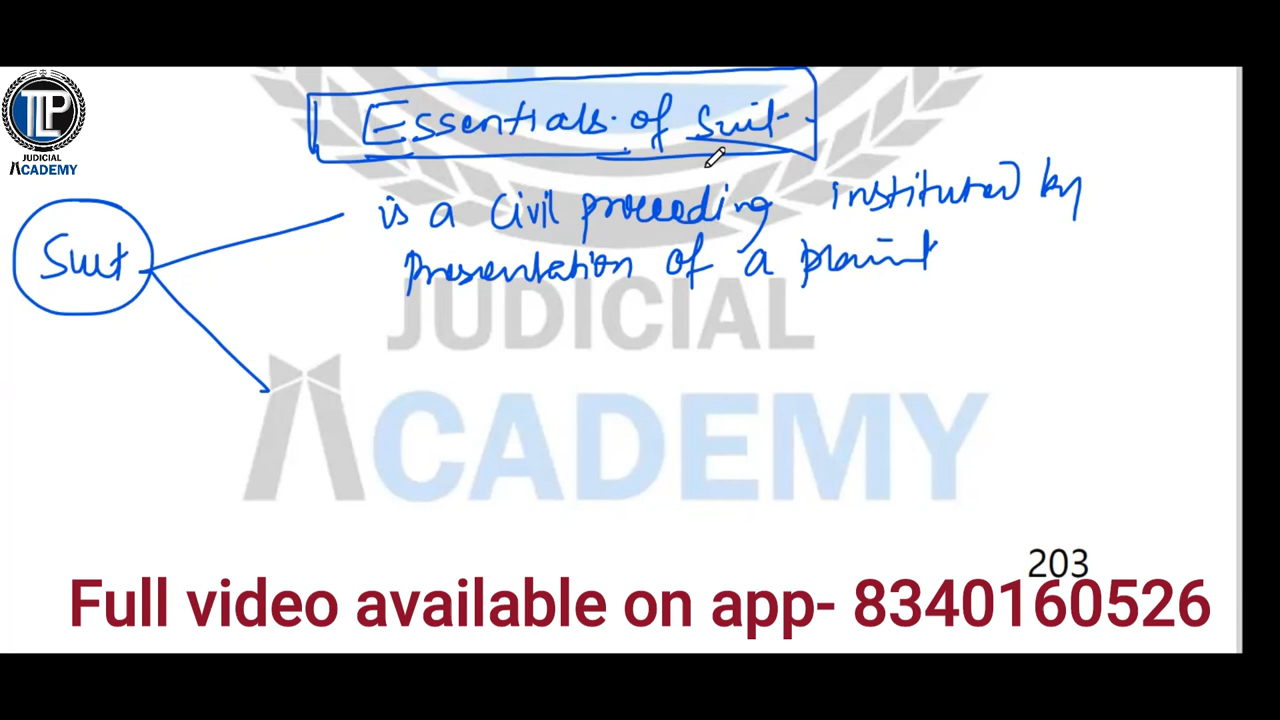 TLP
JUDICIAL
ACADEMY
Essentials of Suit
Suit
is a civil proceeding instituted by
presentation of a plaint
JUDICIAL
ACADEMY
203
Full video available on app- 8340160526